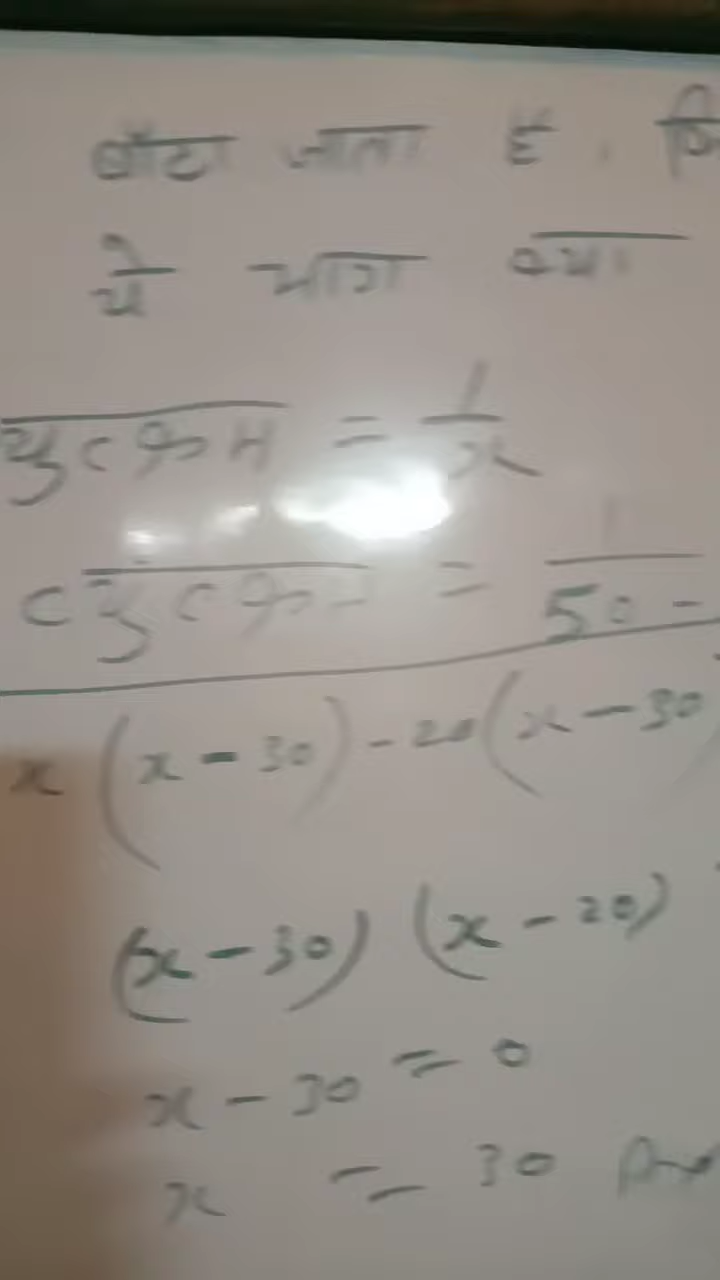 बाँटा जाता है,
ये भाग क्या
व्युत्क्रम = 1/x
व्युत्क्रम = 1/50 -
x (x - 30) - 20 (x - 30)
(x - 30) (x - 20)
x - 30 = 0
x = 30